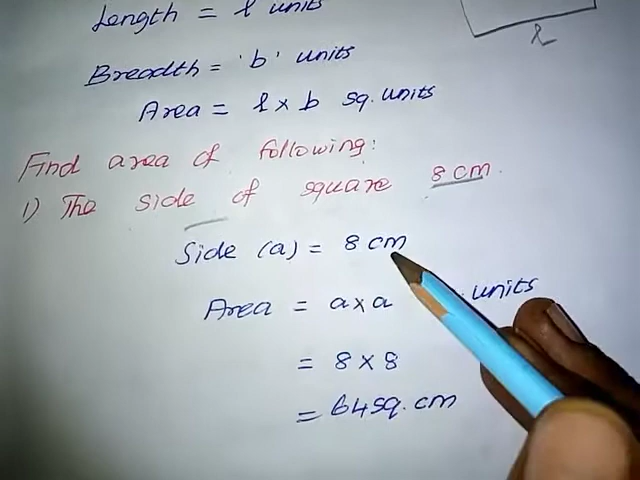 Length = l units
l
Breadth = 'b' units
Area = l × b sq. units
Find area of following:
1) The side of square 8 cm.
Side (a) = 8 cm
Area = a × a . units
= 8 × 8
= 64 sq. cm